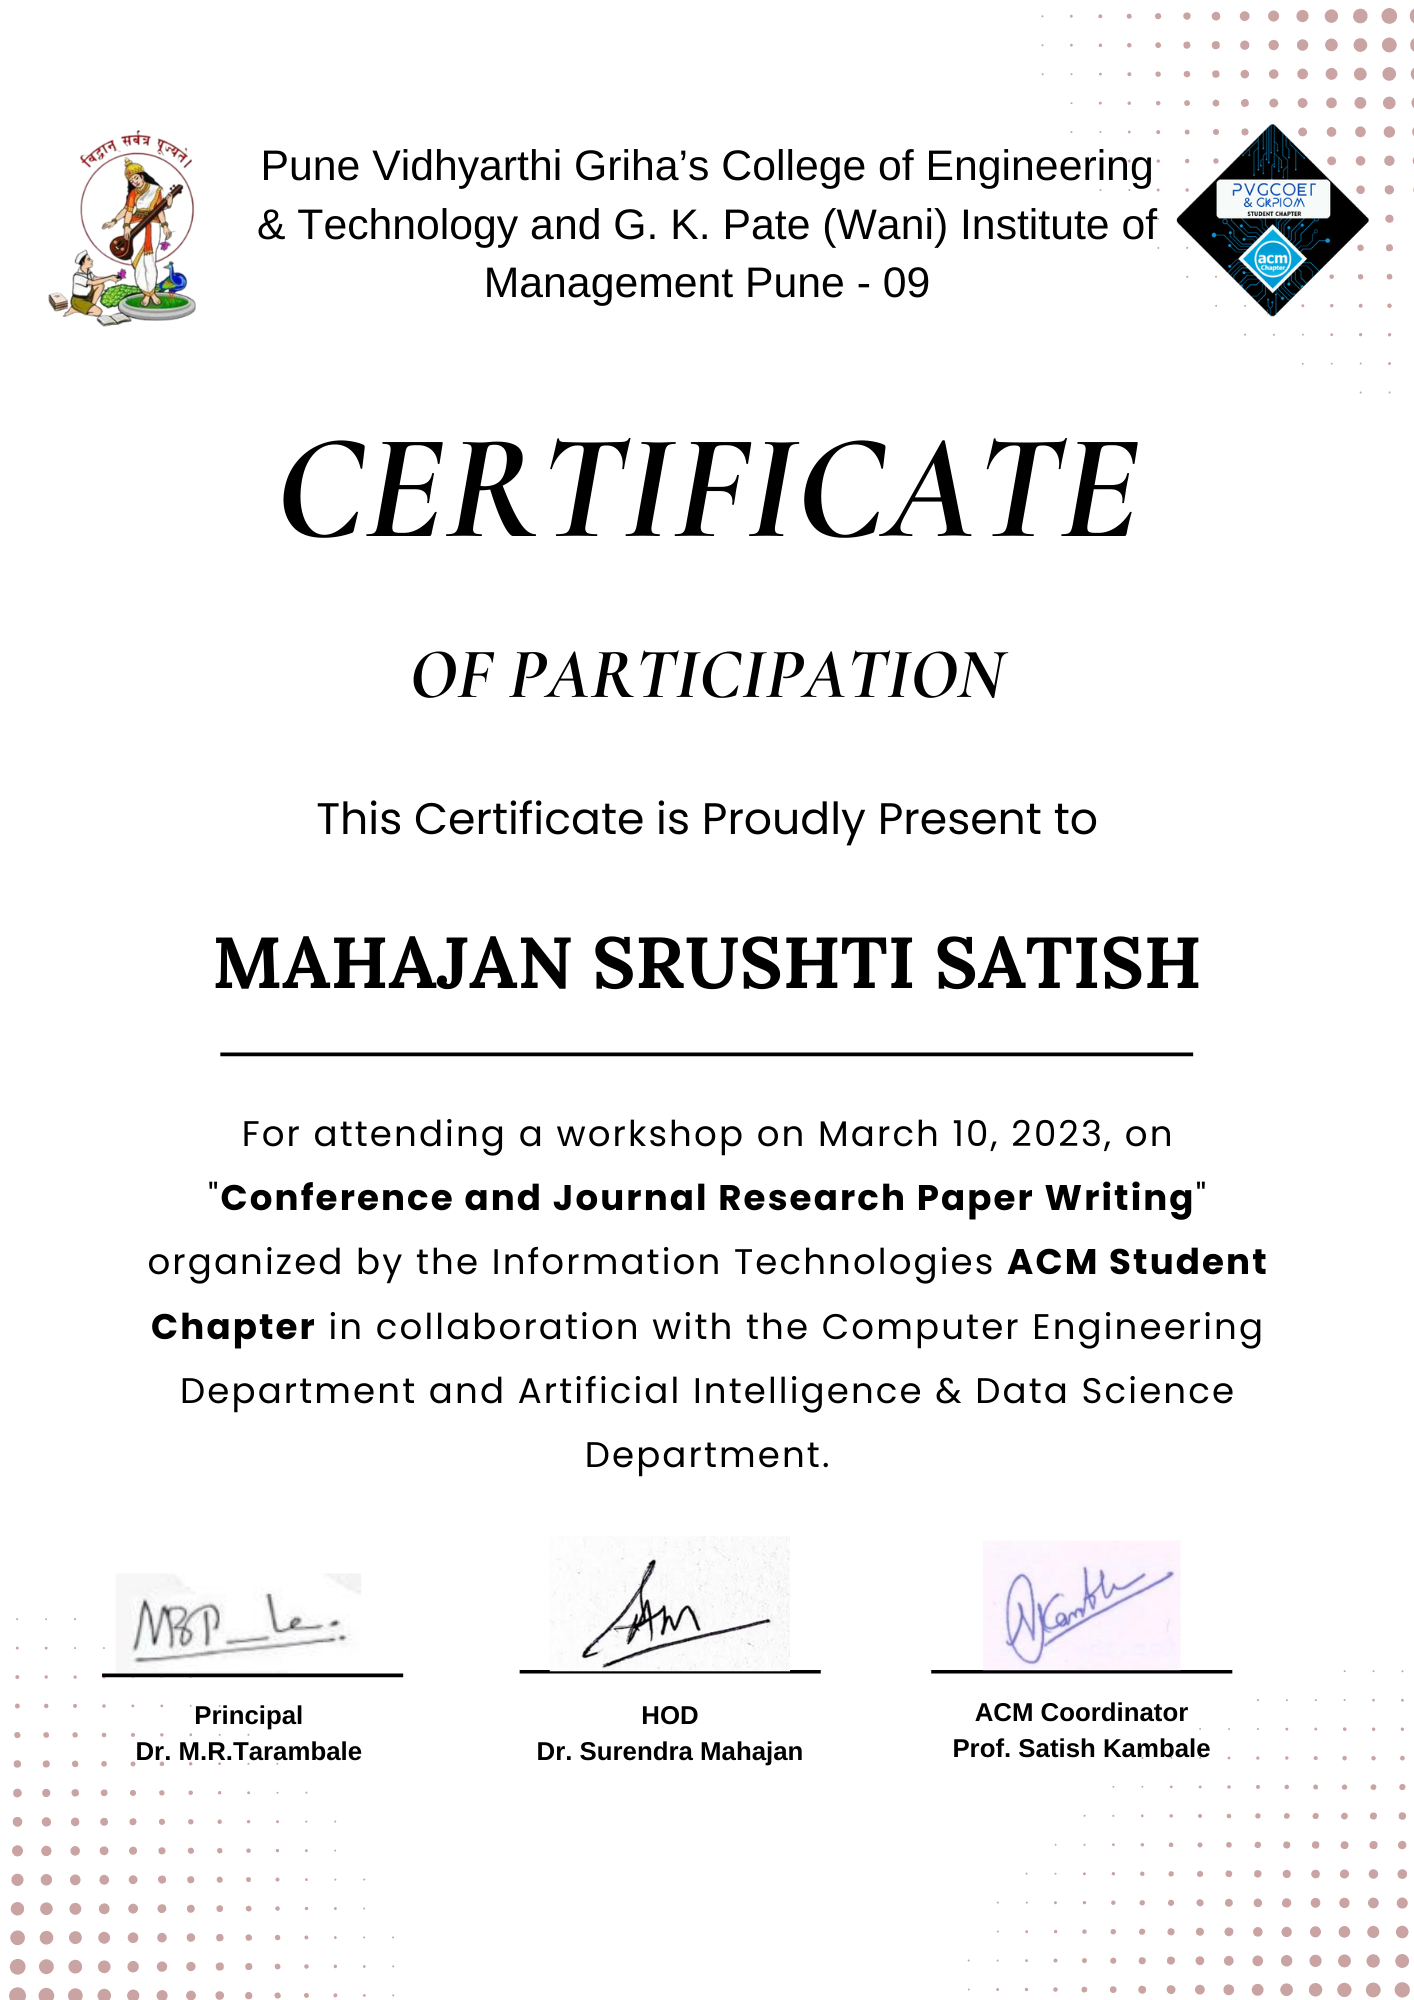 विद्वान सर्वत्र पूज्यते।
Pune Vidhyarthi Griha’s College of Engineering
& Technology and G. K. Pate (Wani) Institute of
Management Pune - 09
PVGCOET
& GKPIOM
STUDENT CHAPTER
acm
Chapter
CERTIFICATE
OF PARTICIPATION
This Certificate is Proudly Present to
MAHAJAN SRUSHTI SATISH
For attending a workshop on March 10, 2023, on
"Conference and Journal Research Paper Writing"
organized by the Information Technologies ACM Student
Chapter in collaboration with the Computer Engineering
Department and Artificial Intelligence & Data Science
Department.
Principal
Dr. M.R.Tarambale
HOD
Dr. Surendra Mahajan
ACM Coordinator
Prof. Satish Kambale